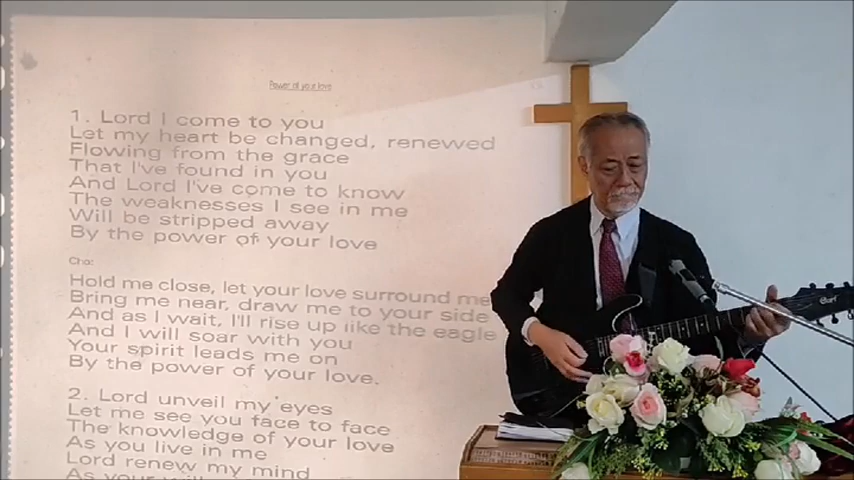 Power of your love
1. Lord I come to you
Let my heart be changed, renewed
Flowing from the grace
That I've found in you
And Lord I've come to know
The weaknesses I see in me
Will be stripped away
By the power of your love
Cho:
Hold me close, let your love surround me
Bring me near, draw me to your side
And as I wait, I'll rise up like the eagle
And I will soar with you
Your spirit leads me on
By the power of your love
2. Lord unveil my eyes
Let me see you face to face
The knowledge of your love
As you live in me
Lord renew my mind
As your will